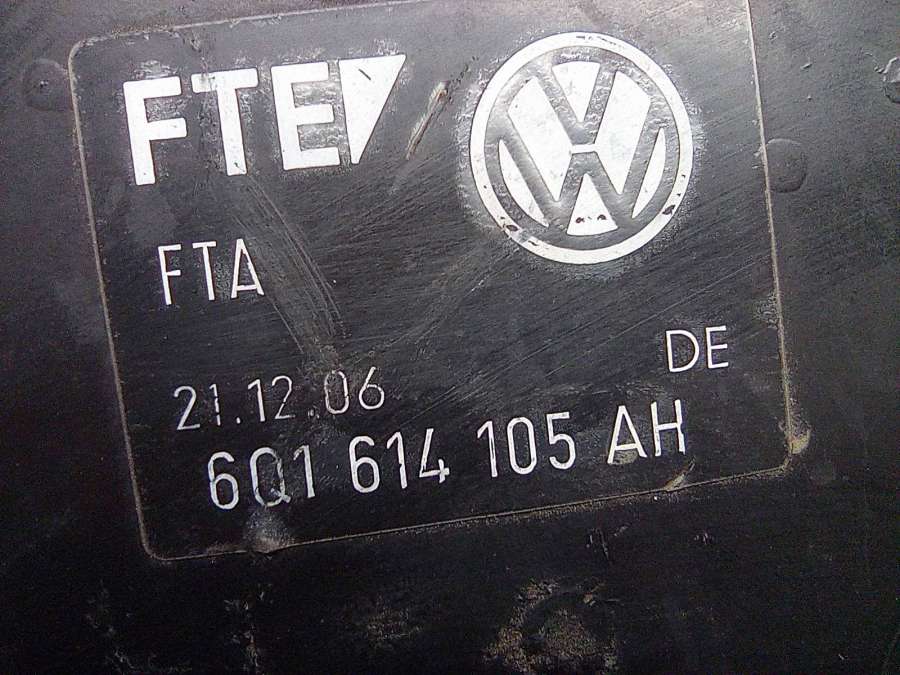 FTE
FTA
DE
21.12.06
6Q1 614 105 AH